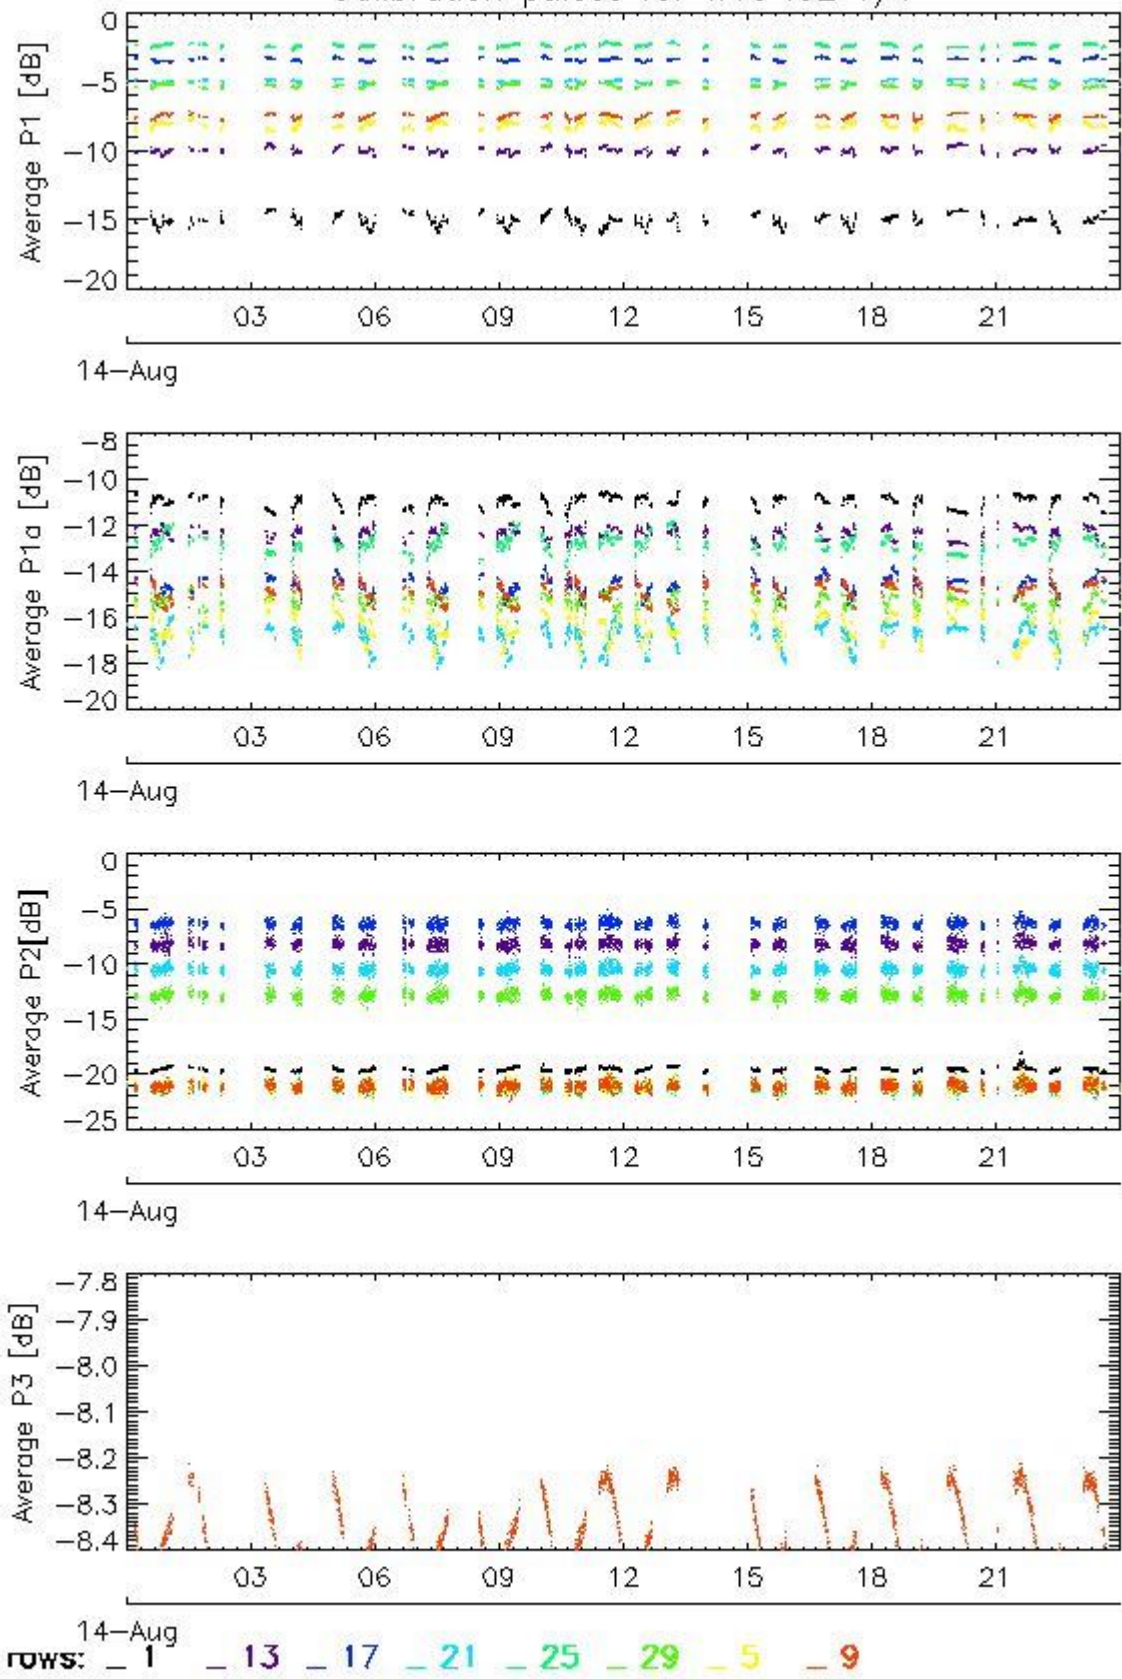 0
−5
−10
−15
−20
Average P1 [dB]
03 06 09 12 15 18 21
14−Aug
−8
−10
−12
−14
−16
−18
−20
Average P1a [dB]
03 06 09 12 15 18 21
14−Aug
0
−5
−10
−15
−20
−25
Average P2[dB]
03 06 09 12 15 18 21
14−Aug
−7.8
−7.9
−8.0
−8.1
−8.2
−8.3
−8.4
Average P3 [dB]
03 06 09 12 15 18 21
14−Aug
rows: _ 1 _ 13 _ 17 _ 21 _ 25 _ 29 _ 5 _ 9